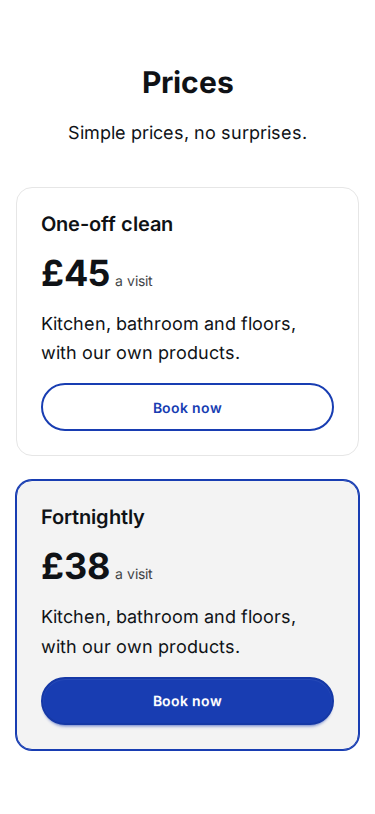 Prices
Simple prices, no surprises.
One-off clean
£45 a visit
Kitchen, bathroom and floors,
with our own products.
Book now
Fortnightly
£38 a visit
Kitchen, bathroom and floors,
with our own products.
Book now